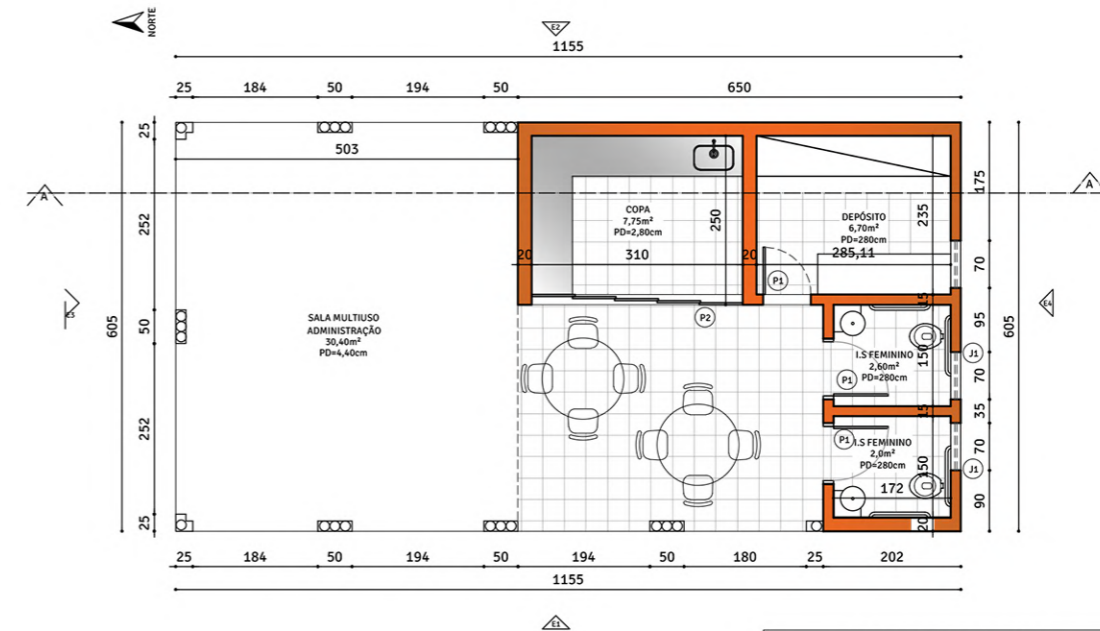 NORTE
E2
1155
25 184 50 194 50 650
25
503
A
A
175
252
COPA
7,75m²
PD=2,80cm
250
DEPÓSITO
6,70m²
PD=280cm
235
20 310 20 285,11
P1
70
15
E3
605
50
SALA MULTIUSO
ADMINISTRAÇÃO
30,40m²
PD=4,40cm
P2
95
605
E4
I.S FEMININO
2,60m²
PD=280cm
150
J1
P1
70
15
35
252
P1
I.S FEMININO
2,0m²
PD=280cm
150
70
J1
172
90
25
20
25 184 50 194 50 194 50 180 25 202
1155
E1